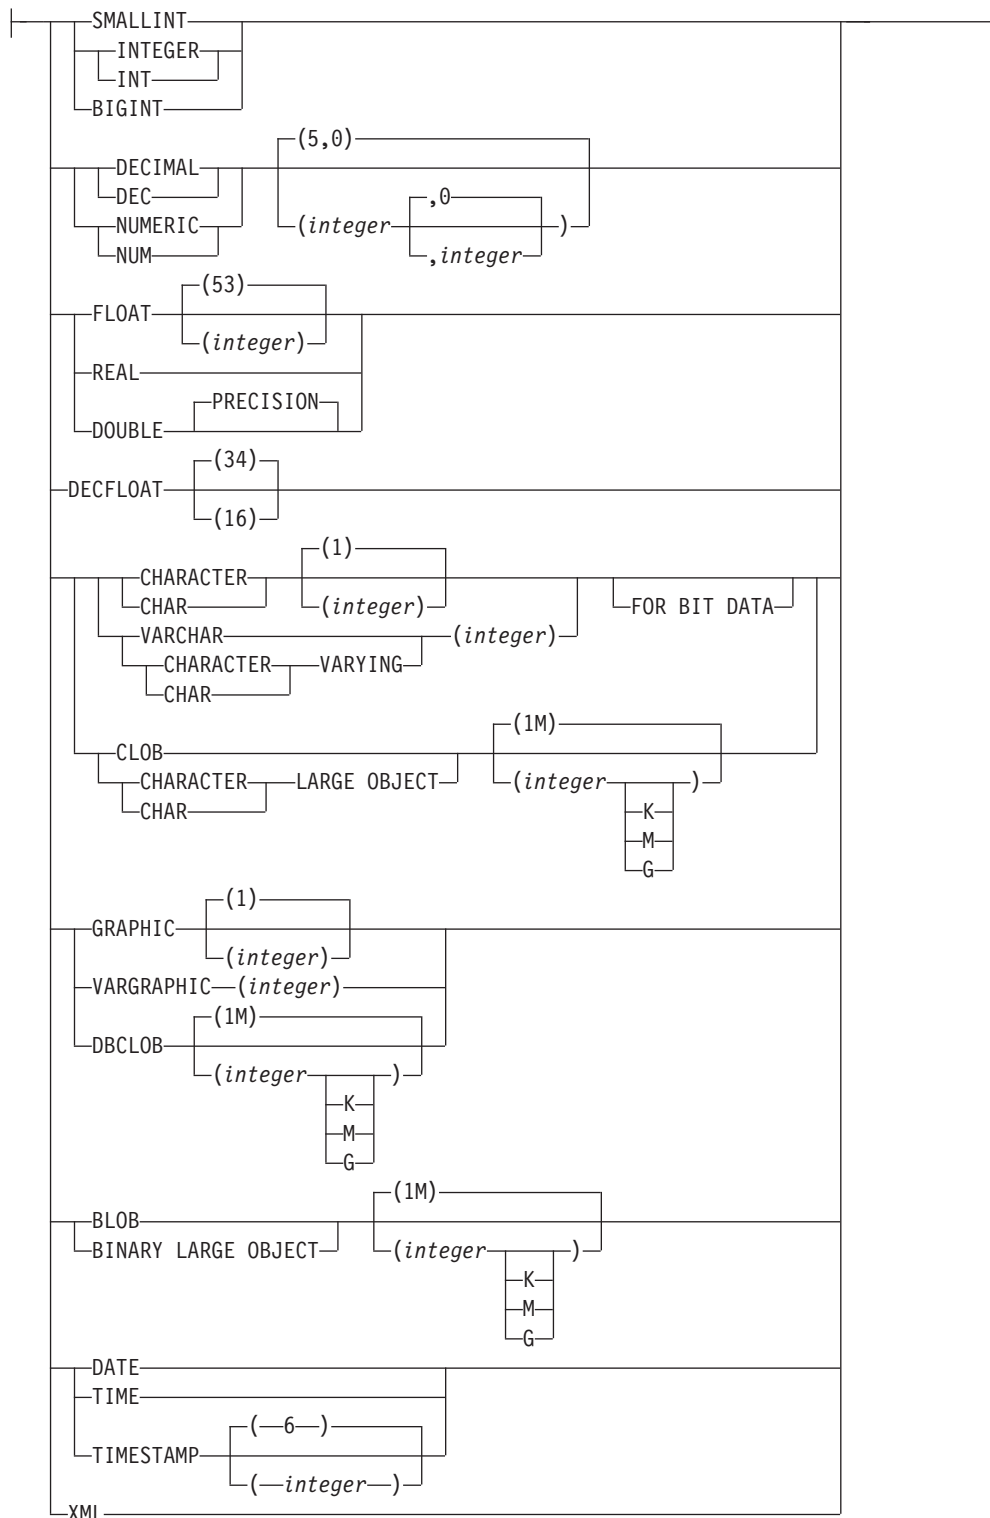 SMALLINT
INTEGER
INT
BIGINT
(5,0)
DECIMAL
DEC ,0
NUMERIC (integer )
NUM ,integer
(53)
FLOAT
(integer)
REAL
PRECISION
DOUBLE
(34)
DECFLOAT
(16)
(1)
CHARACTER
CHAR (integer) FOR BIT DATA
VARCHAR (integer)
CHARACTER VARYING
CHAR
(1M)
CLOB
CHARACTER LARGE OBJECT (integer )
CHAR K
M
G
(1)
GRAPHIC
(integer)
VARGRAPHIC (integer)
(1M)
DBCLOB
(integer )
K
M
G
(1M)
BLOB
BINARY LARGE OBJECT (integer )
K
M
G
DATE
TIME
( 6 )
TIMESTAMP
( integer )
XML